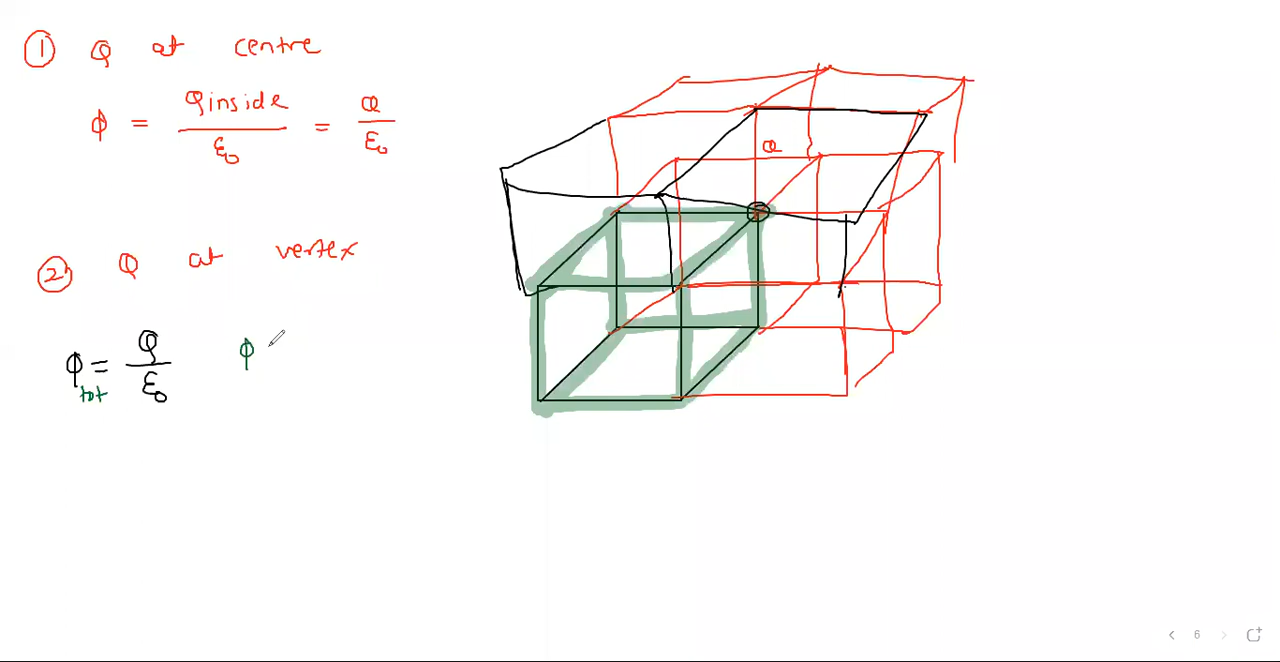 ① Q at centre
ϕ = Qinside / ε₀ = Q / ε₀
② Q at vertex
ϕtot = Q / ε₀ ϕ
Q
6